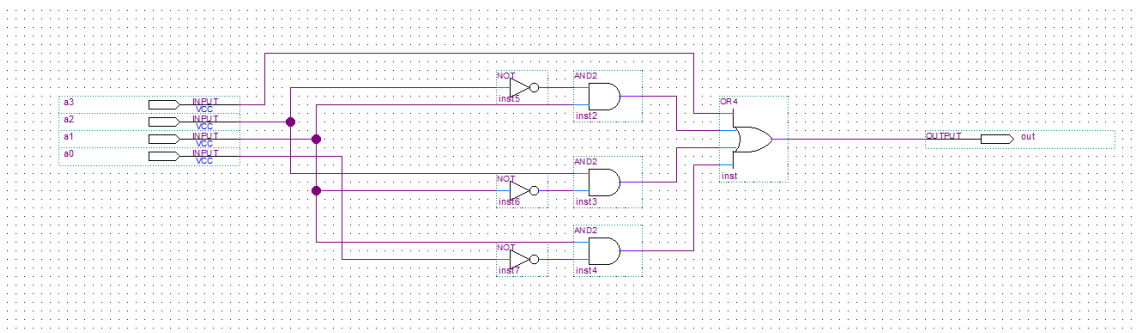 NOT
AND2
inst5
inst2
OR4
a3 INPUT
VCC
a2 INPUT
VCC
a1 INPUT
VCC
a0 INPUT
VCC
OUTPUT out
NOT
AND2
inst6
inst3
inst
NOT
AND2
inst7
inst4